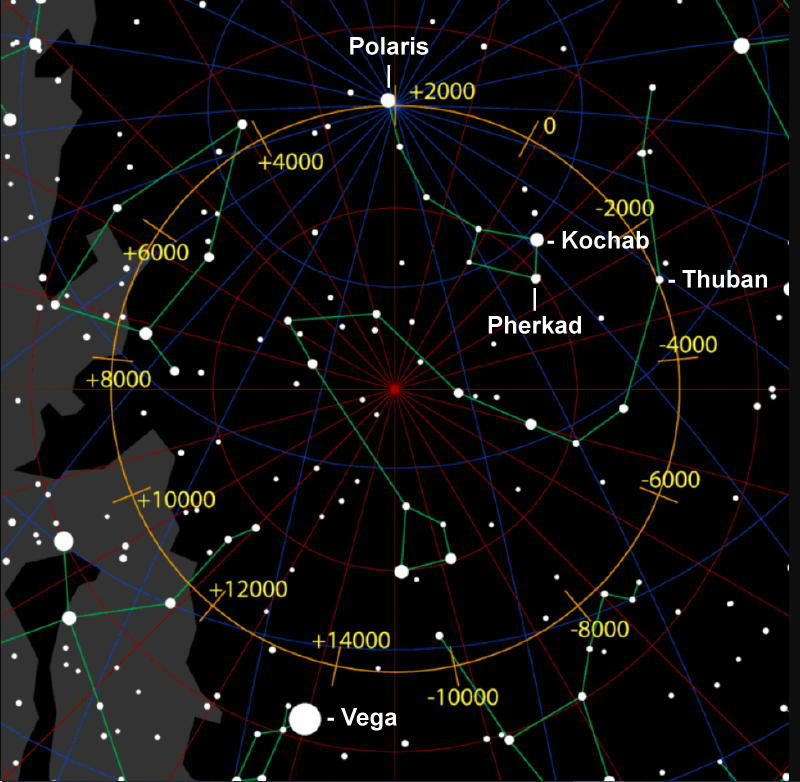 Polaris
+2000
0
+4000
-2000
- Kochab
+6000
- Thuban
Pherkad
-4000
+8000
-6000
+10000
+12000
-8000
+14000
-10000
- Vega